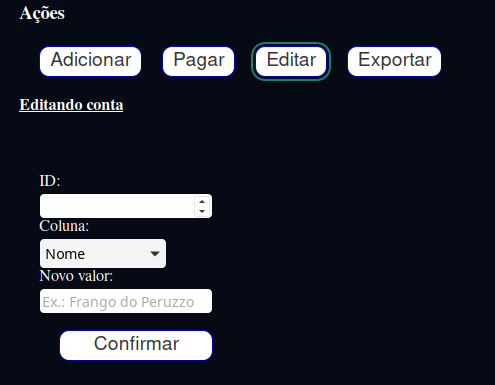 Ações
Adicionar Pagar Editar Exportar
Editando conta
ID:
Coluna:
Nome
Novo valor:
Ex.: Frango do Peruzzo
Confirmar